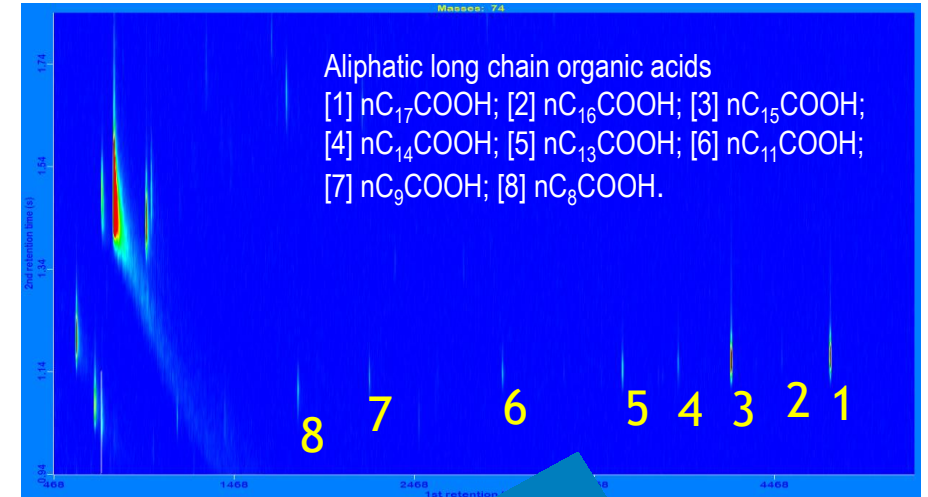 Masses: 74
Aliphatic long chain organic acids
[1] nC₁₇COOH; [2] nC₁₆COOH; [3] nC₁₅COOH;
[4] nC₁₄COOH; [5] nC₁₃COOH; [6] nC₁₁COOH;
[7] nC₉COOH; [8] nC₈COOH.
2nd retention time (s)
1.74
1.54
1.34
1.14
0.94
8 7 6 5 4 3 2 1
468 1468 2468 4468
1st retention